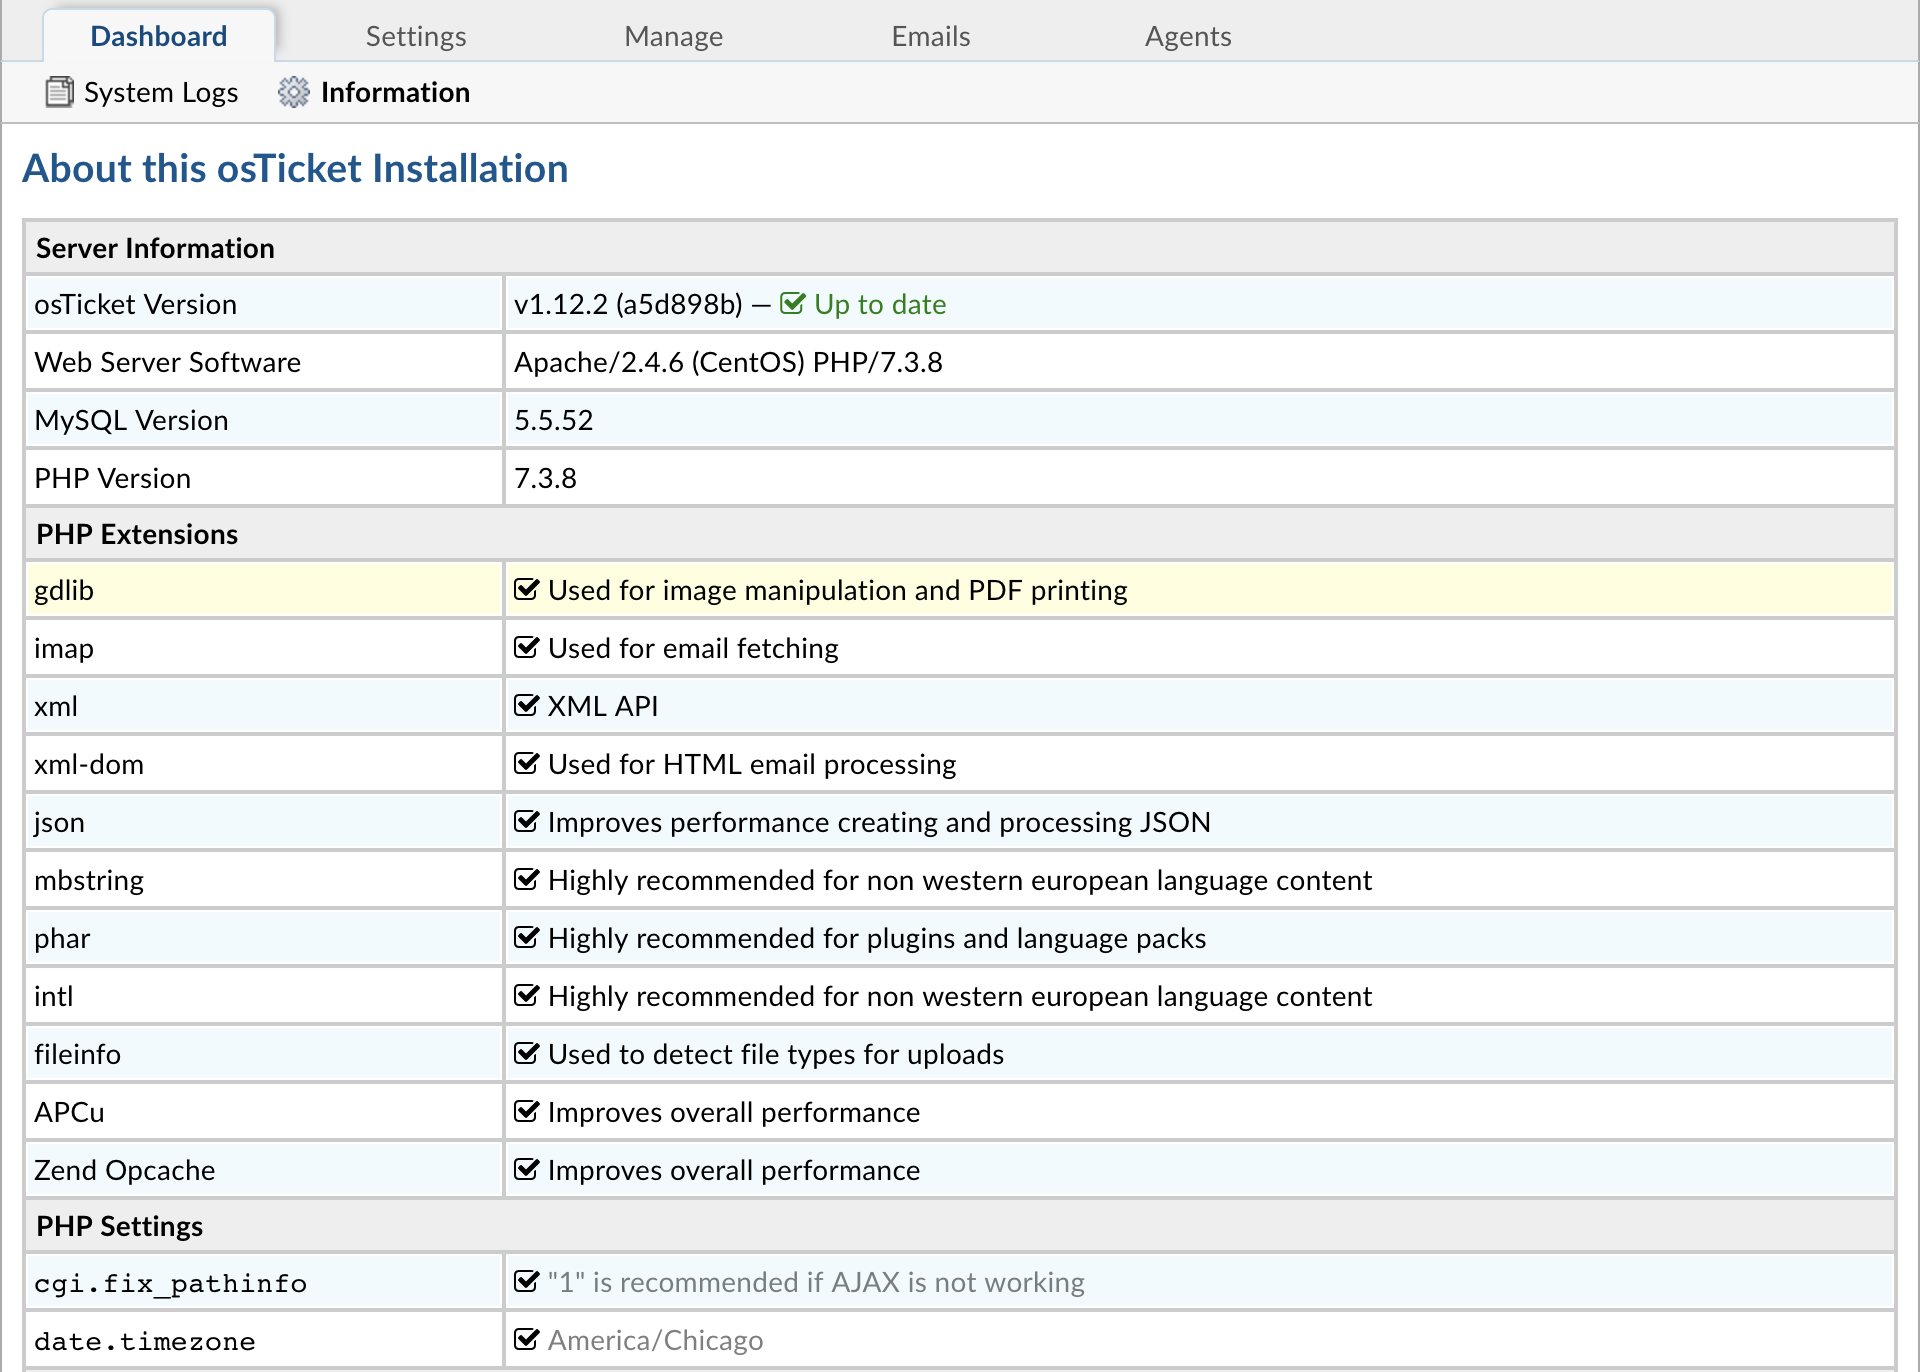 Dashboard Settings Manage Emails Agents
System Logs Information
About this osTicket Installation
Server Information
osTicket Version v1.12.2 (a5d898b) — Up to date
Web Server Software Apache/2.4.6 (CentOS) PHP/7.3.8
MySQL Version 5.5.52
PHP Version 7.3.8
PHP Extensions
gdlib Used for image manipulation and PDF printing
imap Used for email fetching
xml XML API
xml-dom Used for HTML email processing
json Improves performance creating and processing JSON
mbstring Highly recommended for non western european language content
phar Highly recommended for plugins and language packs
intl Highly recommended for non western european language content
fileinfo Used to detect file types for uploads
APCu Improves overall performance
Zend Opcache Improves overall performance
PHP Settings
cgi.fix_pathinfo "1" is recommended if AJAX is not working
date.timezone America/Chicago